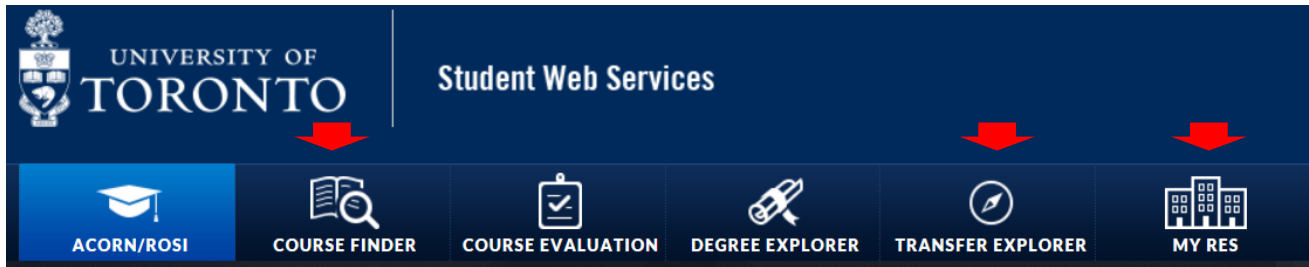 UNIVERSITY OF
TORONTO
Student Web Services
ACORN/ROSI
COURSE FINDER
COURSE EVALUATION
DEGREE EXPLORER
TRANSFER EXPLORER
MY RES